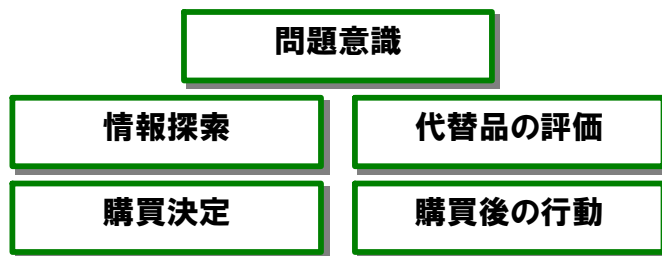 問題意識
情報探索
代替品の評価
購買決定
購買後の行動